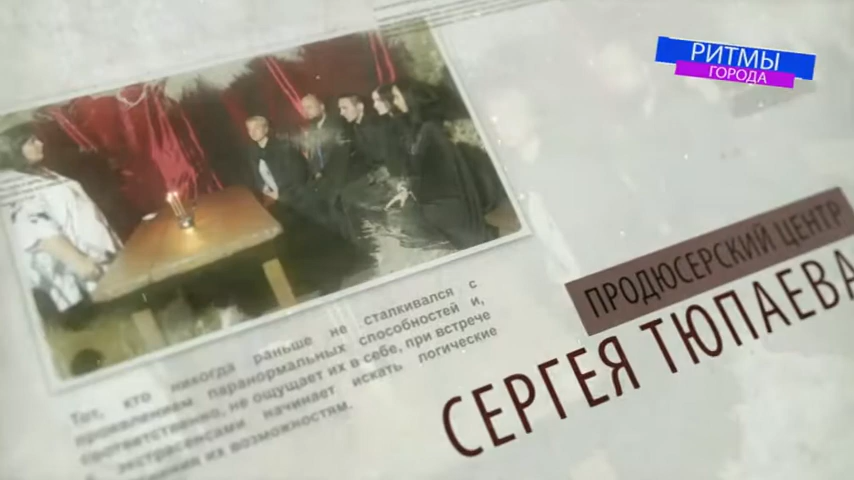 РИТМЫ
ГОРОДА
ПРОДЮСЕРСКИЙ ЦЕНТР
СЕРГЕЯ ТЮПАЕВА
Тот, кто никогда раньше не сталкивался с
проявлением паранормальных способностей и,
соответственно, не ощущает их в себе, при встрече
с экстрасенсами начинает искать логические
их возможностям.